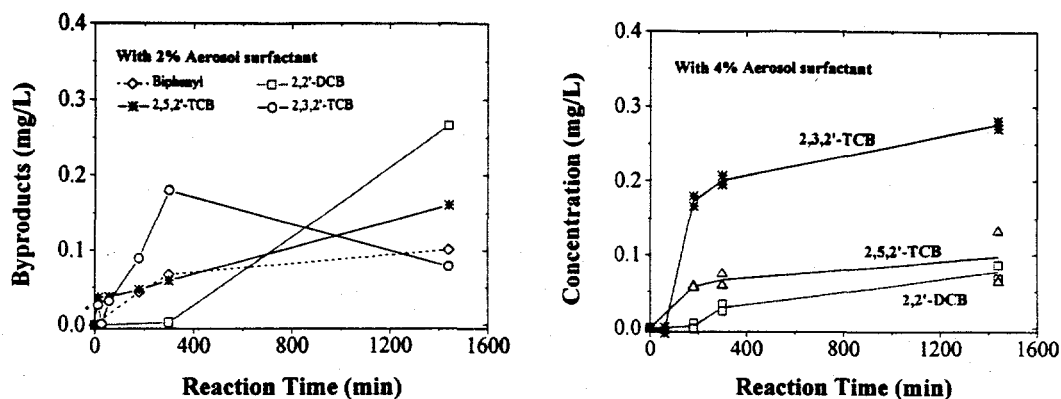 0.4
0.3
0.2
0.1
0.0
Byproducts (mg/L)
With 2% Aerosol surfactant
Biphenyl
2,2'-DCB
2,5,2'-TCB
2,3,2'-TCB
0
400
800
1200
1600
Reaction Time (min)
0.4
0.3
0.2
0.1
0.0
Concentration (mg/L)
With 4% Aerosol surfactant
2,3,2'-TCB
2,5,2'-TCB
2,2'-DCB
0
400
800
1200
1600
Reaction Time (min)